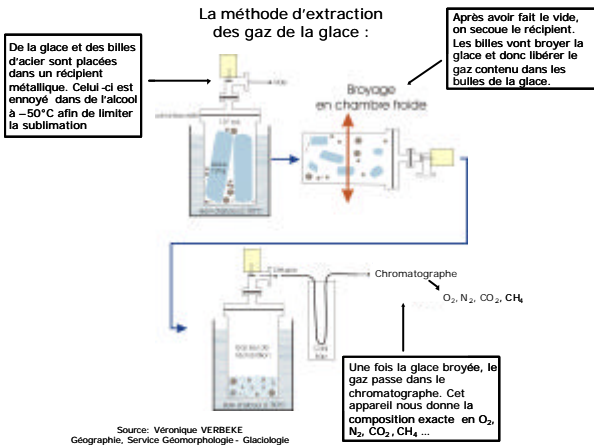 La méthode d'extraction
des gaz de la glace :
De la glace et des billes
d'acier sont placées
dans un récipient
métallique. Celui -ci est
ennoyé dans de l'alcool
à –50°C afin de limiter
la sublimation
Après avoir fait le vide,
on secoue le récipient.
Les billes vont broyer la
glace et donc libérer le
gaz contenu dans les
bulles de la glace.
Vide
Broyage
en chambre froide
Chromatographe
O₂, N₂, CO₂, CH₄
Une fois la glace broyée, le
gaz passe dans le
chromatographe. Cet
appareil nous donne la
composition exacte en O₂,
N₂, CO₂, CH₄ ...
Source: Véronique VERBEKE
Géographie, Service Géomorphologie - Glaciologie